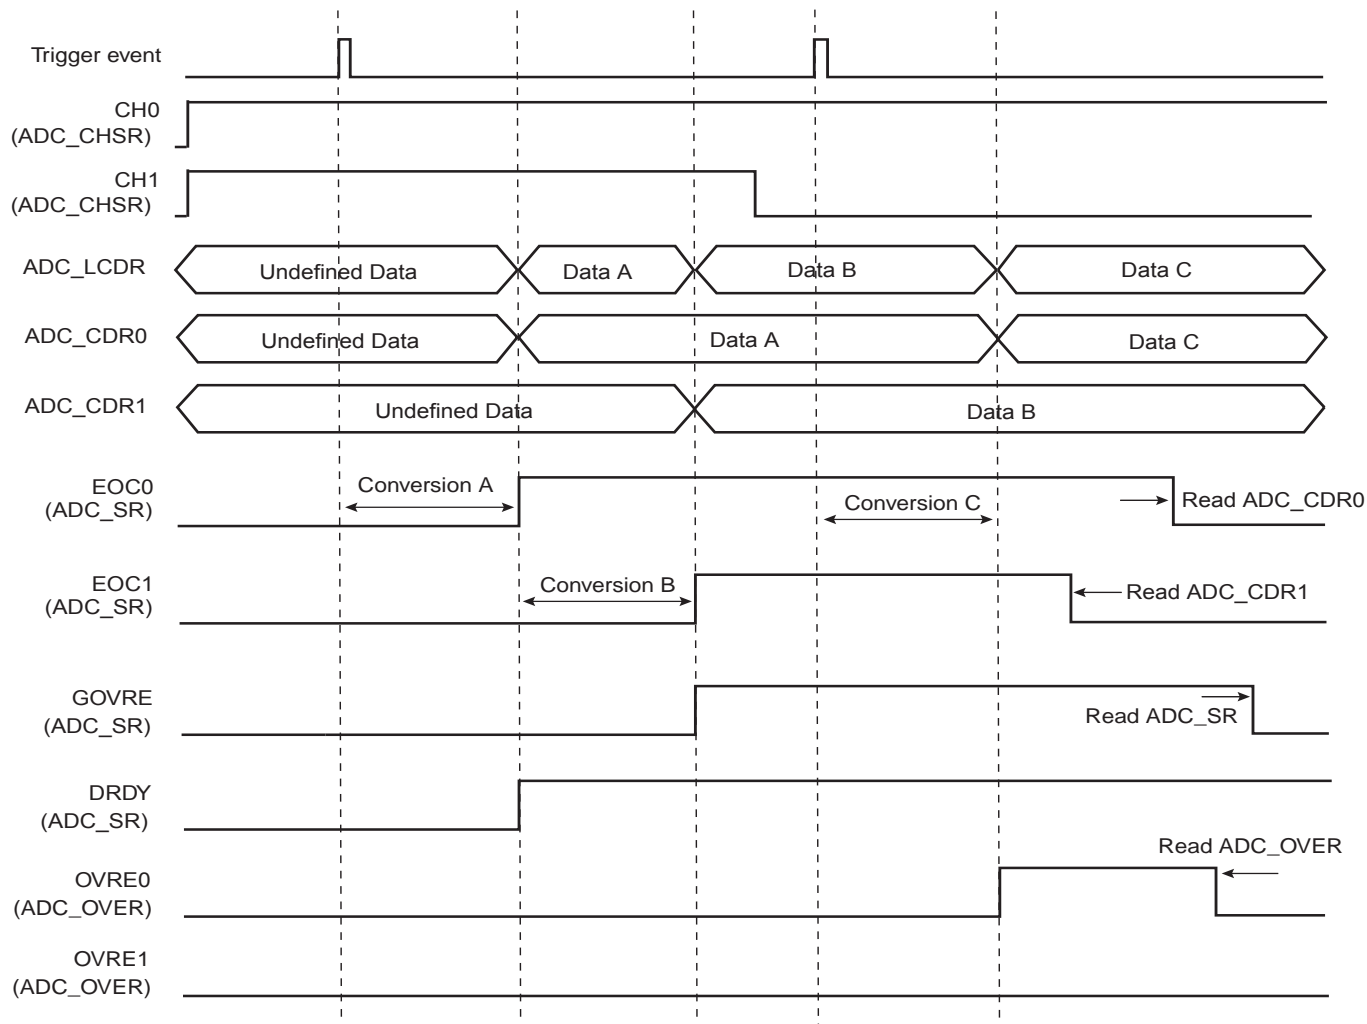 Trigger event
CH0
(ADC_CHSR)
CH1
(ADC_CHSR)
ADC_LCDR
Undefined Data
Data A
Data B
Data C
ADC_CDR0
Undefined Data
Data A
Data C
ADC_CDR1
Undefined Data
Data B
EOC0
(ADC_SR)
Conversion A
Conversion C
Read ADC_CDR0
EOC1
(ADC_SR)
Conversion B
Read ADC_CDR1
GOVRE
(ADC_SR)
Read ADC_SR
DRDY
(ADC_SR)
Read ADC_OVER
OVRE0
(ADC_OVER)
OVRE1
(ADC_OVER)